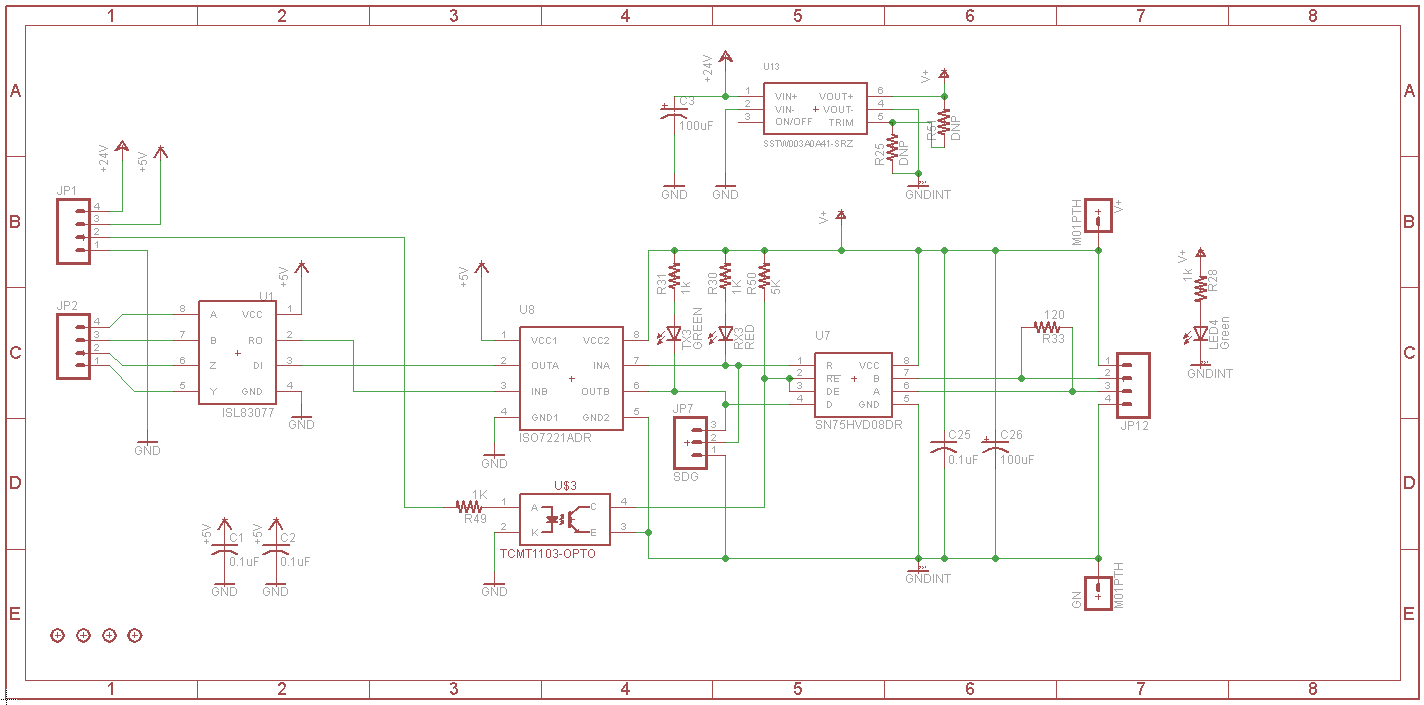 1 2 3 4 5 6 7 8
A A
+24V
U13
V+
C3
100uF
1 VIN+ VOUT+ 6
2 VIN- VOUT- 4
3 ON/OFF TRIM 5
SSTW003A0A41-SRZ
R51
DNP
R25
DNP
GND GND GNDINT
+24V +5V
JP1
4
3
2
1
B B
V+
M01PTH
V+
+5V
+5V
R31
1k
R30
1K
R50
5K
V+
1k
R28
JP2
4
3
2
1
U1
8 A VCC 1
7 B RO 2
6 Z DI 3
5 Y GND 4
ISL83077
GND
GND
C C
U8
1 VCC1 VCC2 8
2 OUTA INA 7
3 INB OUTB 6
4 GND1 GND2 5
ISO7221ADR
GND
TX3
GREEN
RX3
RED
U7
1 R VCC 8
2 RE B 7
3 DE A 6
4 D GND 5
SN75HVD08DR
120
R33
LED4
Green
GNDINT
1
2
3
4
JP12
JP7
3
2
1
SDG
C25
0.1uF
C26
100uF
D D
U$3
1K
R49
1 A C 4
2 K E 3
TCMT1103-OPTO
GND
+5V
C1
0.1uF
GND
+5V
C2
0.1uF
GND
GNDINT
GN
M01PTH
E E
1 2 3 4 5 6 7 8